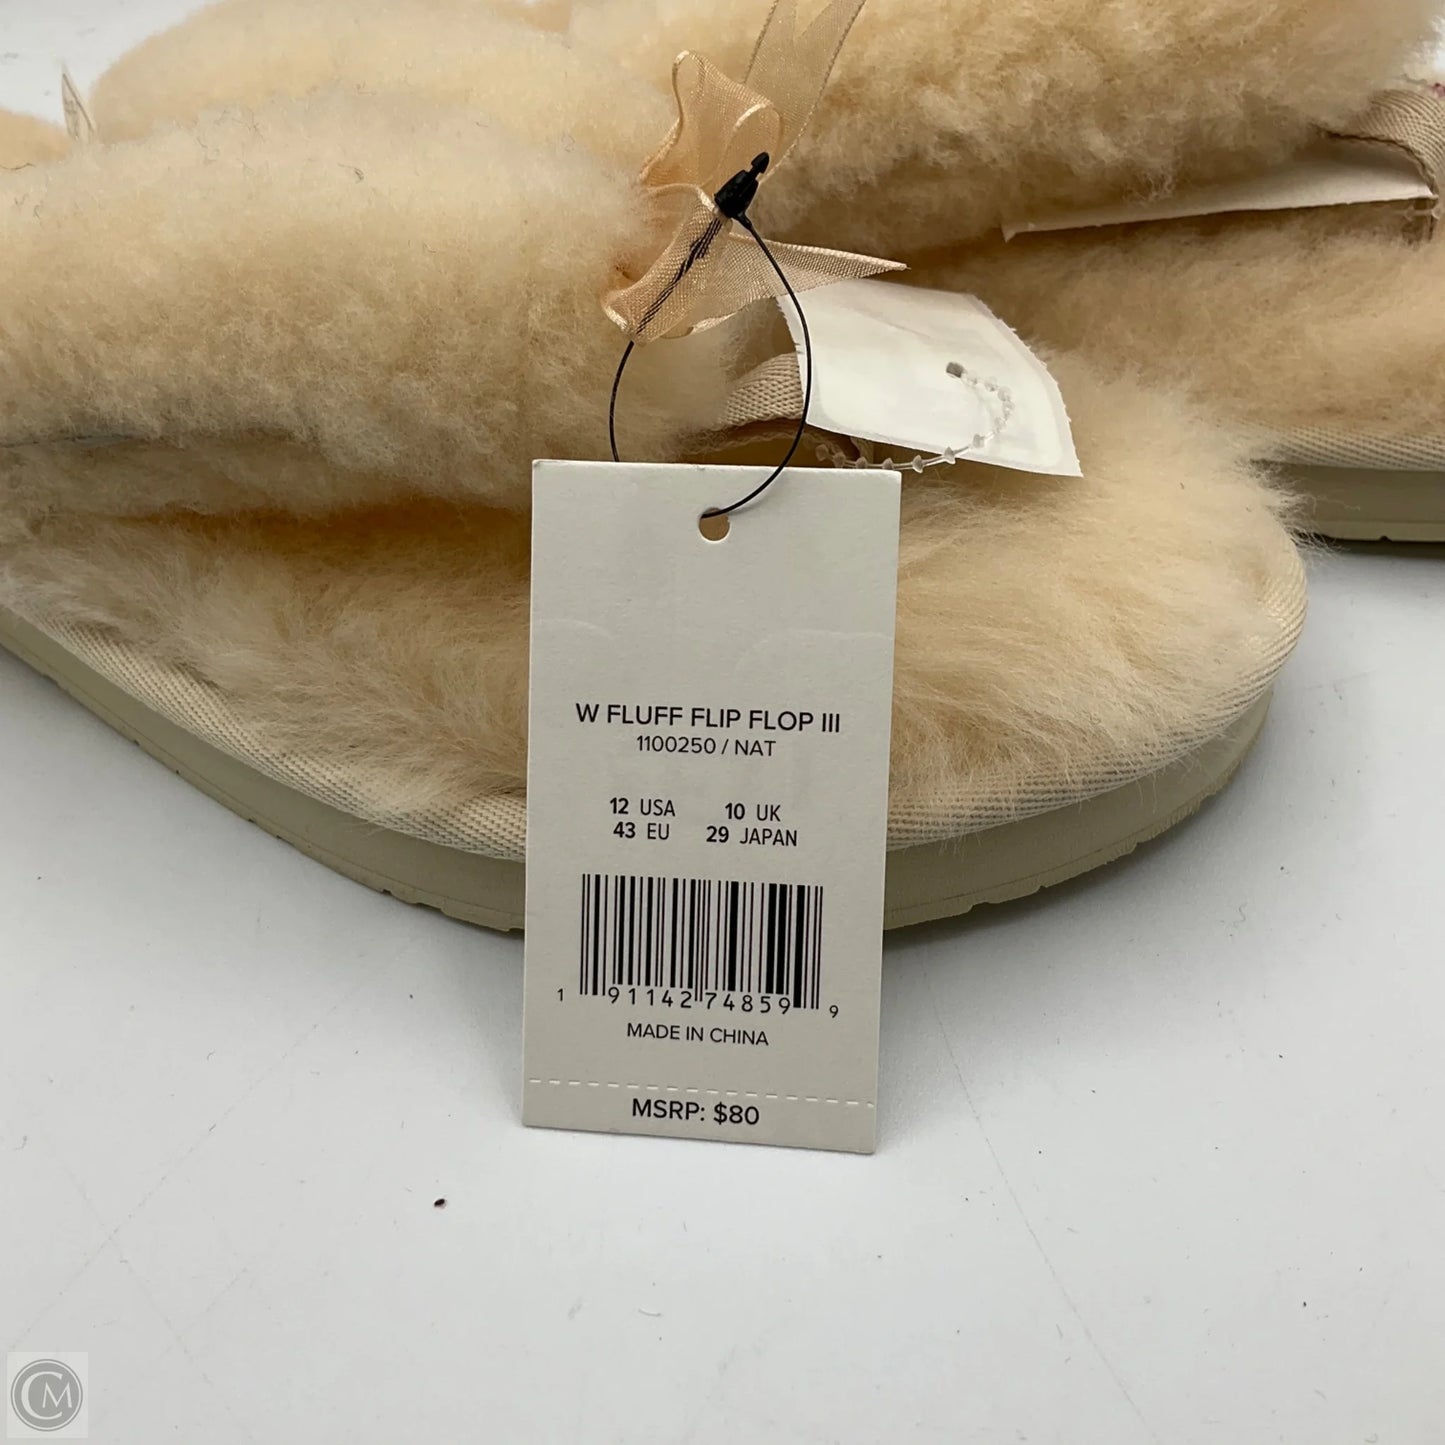 W FLUFF FLIP FLOP III
1100250 / NAT
12 USA 10 UK
43 EU 29 JAPAN
1 91142 74859 9
MADE IN CHINA
MSRP: $80
CM